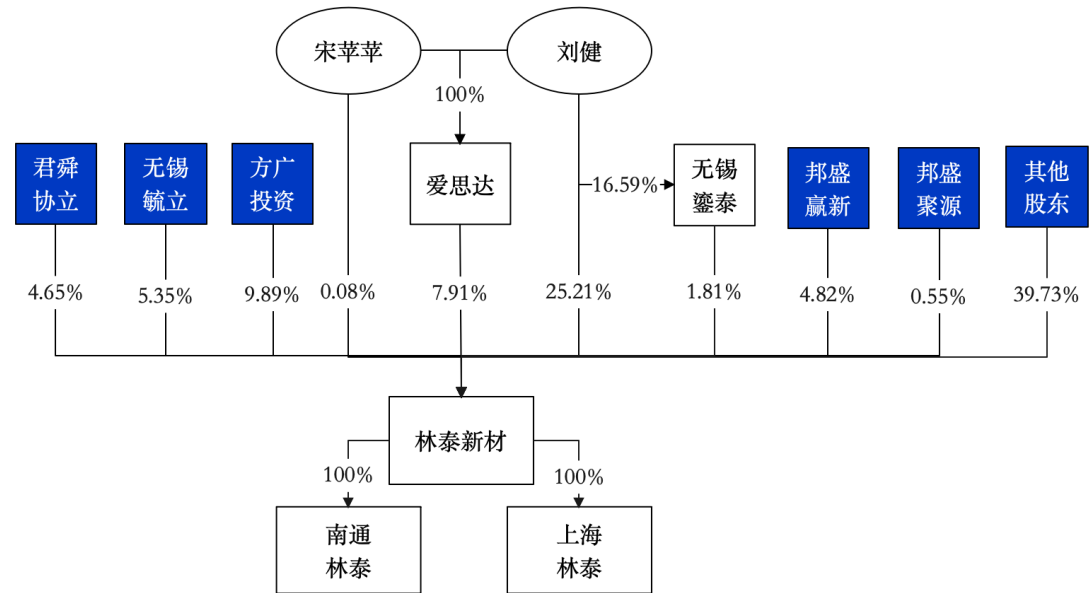 宋苹苹
刘健
100%
君舜
协立
无锡
毓立
方广
投资
爱思达
16.59%
无锡
鎏泰
邦盛
赢新
邦盛
聚源
其他
股东
4.65%
5.35%
9.89%
0.08%
7.91%
25.21%
1.81%
4.82%
0.55%
39.73%
林泰新材
100%
100%
南通
林泰
上海
林泰